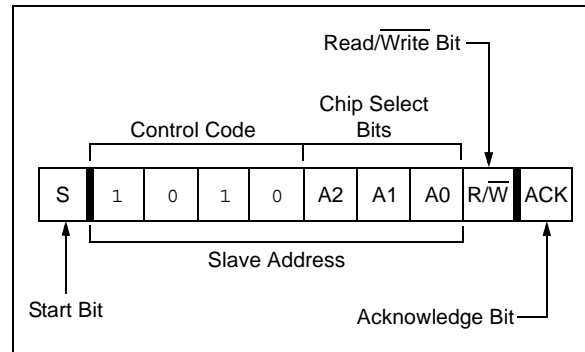 Read/Write Bit
Chip Select
Bits
Control Code
S 1 0 1 0 A2 A1 A0 R/W ACK
Slave Address
Start Bit
Acknowledge Bit